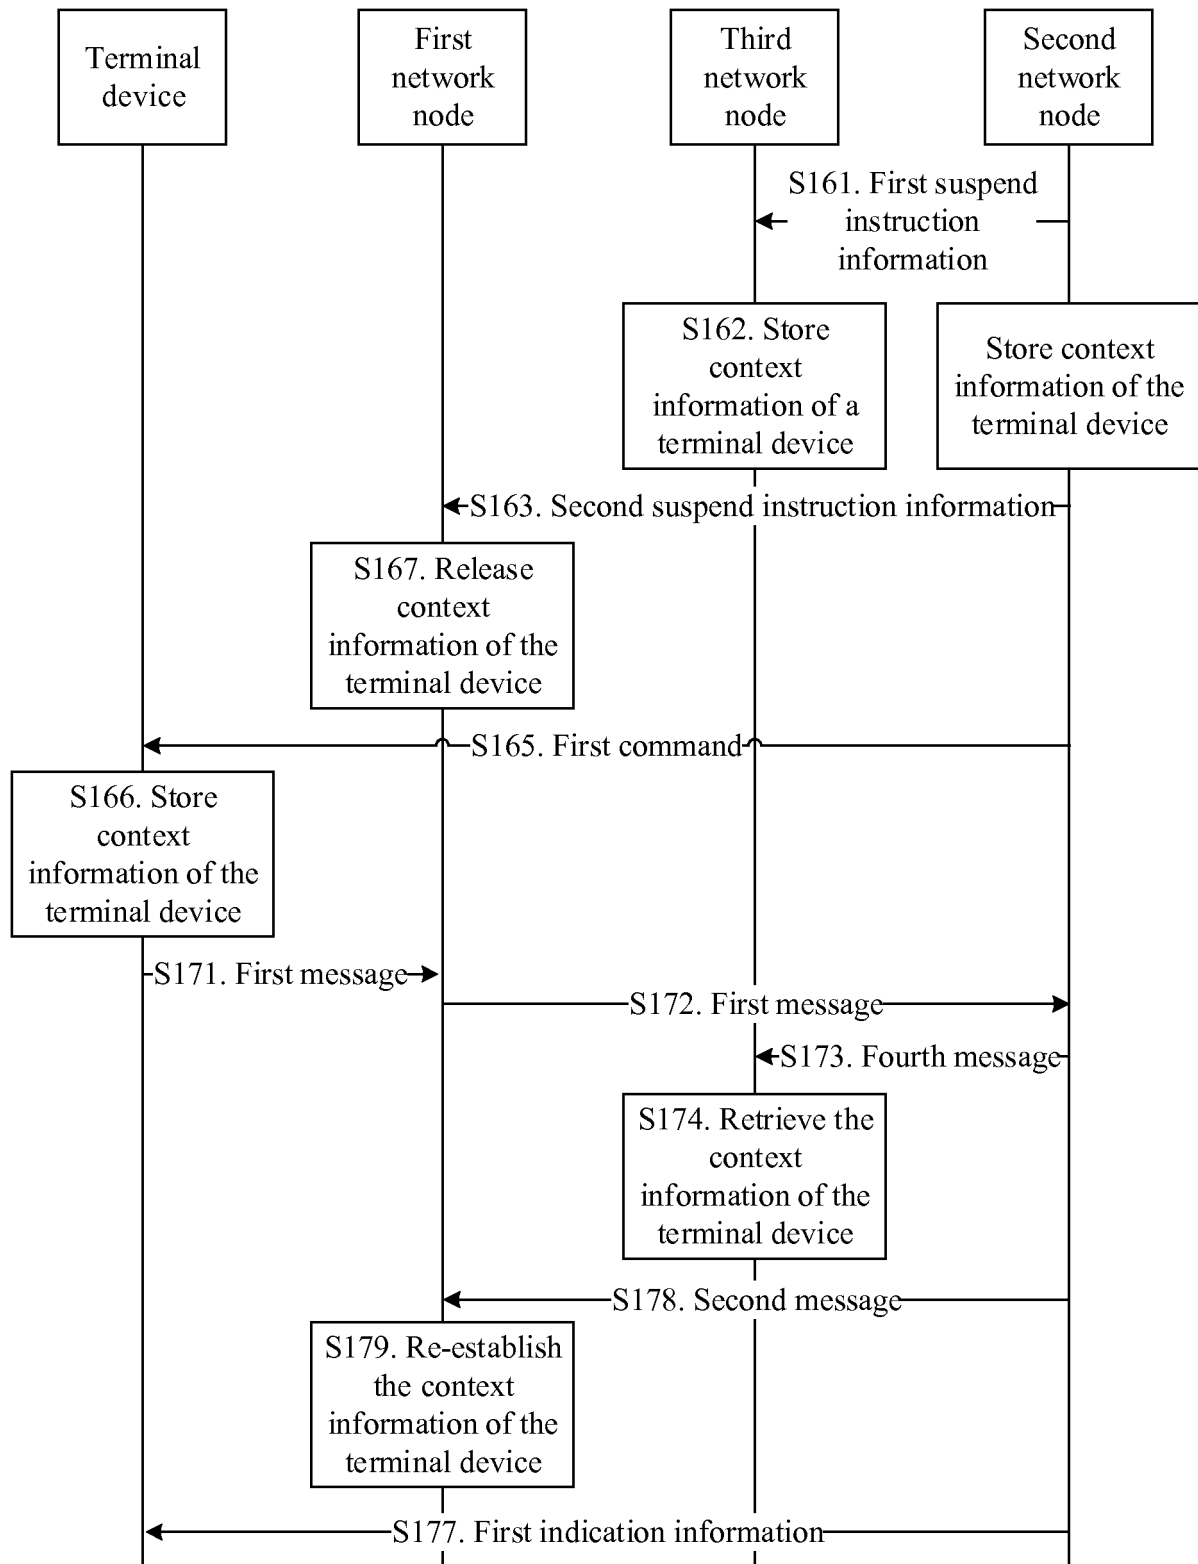 Terminal
device
First
network
node
Third
network
node
Second
network
node
S161. First suspend
instruction
information
S162. Store
context
information of a
terminal device
Store context
information of the
terminal device
S163. Second suspend instruction information
S167. Release
context
information of the
terminal device
S165. First command
S166. Store
context
information of the
terminal device
S171. First message
S172. First message
S173. Fourth message
S174. Retrieve the
context
information of the
terminal device
S178. Second message
S179. Re-establish
the context
information of the
terminal device
S177. First indication information